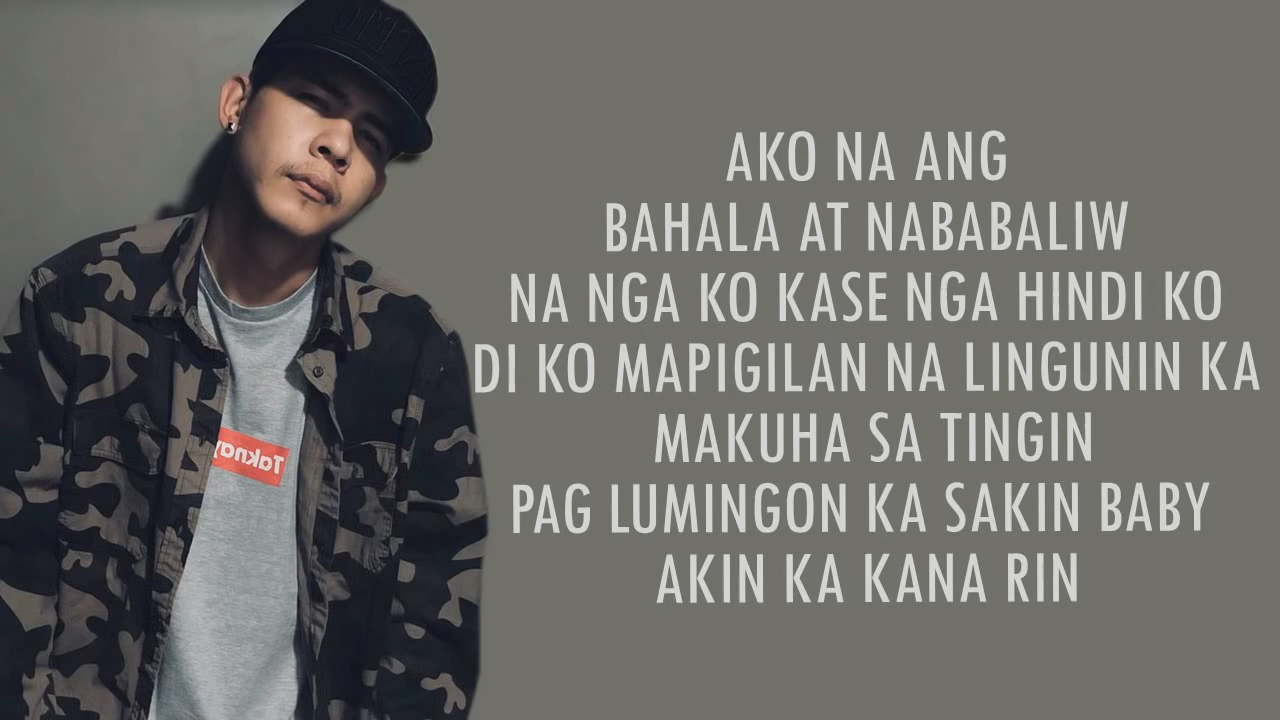 AKO NA ANG
BAHALA AT NABABALIW
NA NGA KO KASE NGA HINDI KO
DI KO MAPIGILAN NA LINGUNIN KA
MAKUHA SA TINGIN
PAG LUMINGON KA SAKIN BABY
AKIN KA KANA RIN
Taknay